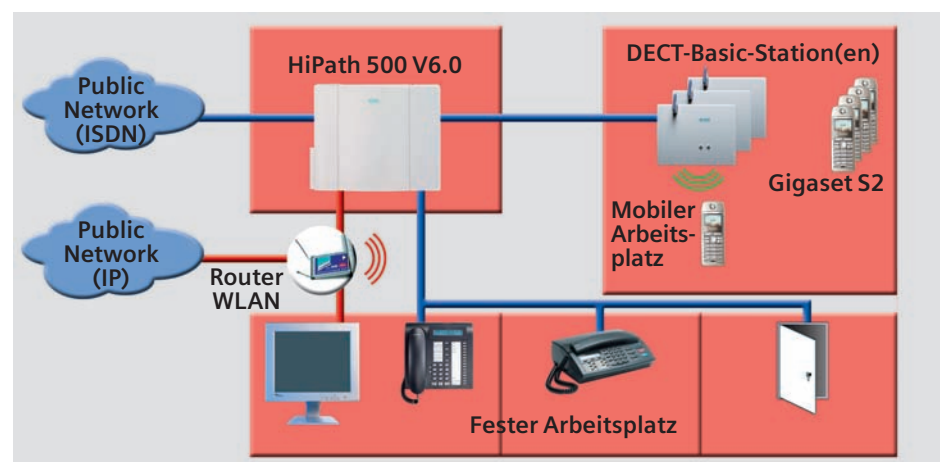 HiPath 500 V6.0
DECT-Basic-Station(en)
Public
Network
(ISDN)
Gigaset S2
Mobiler
Arbeits-
platz
Public
Network
(IP)
Router
WLAN
Fester Arbeitsplatz